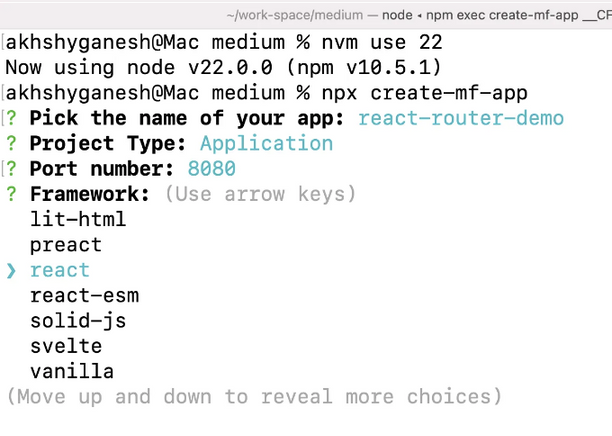 ~/work-space/medium — node ◂ npm exec create-mf-app __CF
[akhshyganesh@Mac medium % nvm use 22
Now using node v22.0.0 (npm v10.5.1)
[akhshyganesh@Mac medium % npx create-mf-app
[? Pick the name of your app: react-router-demo
? Project Type: Application
[? Port number: 8080
? Framework: (Use arrow keys)
lit-html
preact
❯ react
react-esm
solid-js
svelte
vanilla
(Move up and down to reveal more choices)